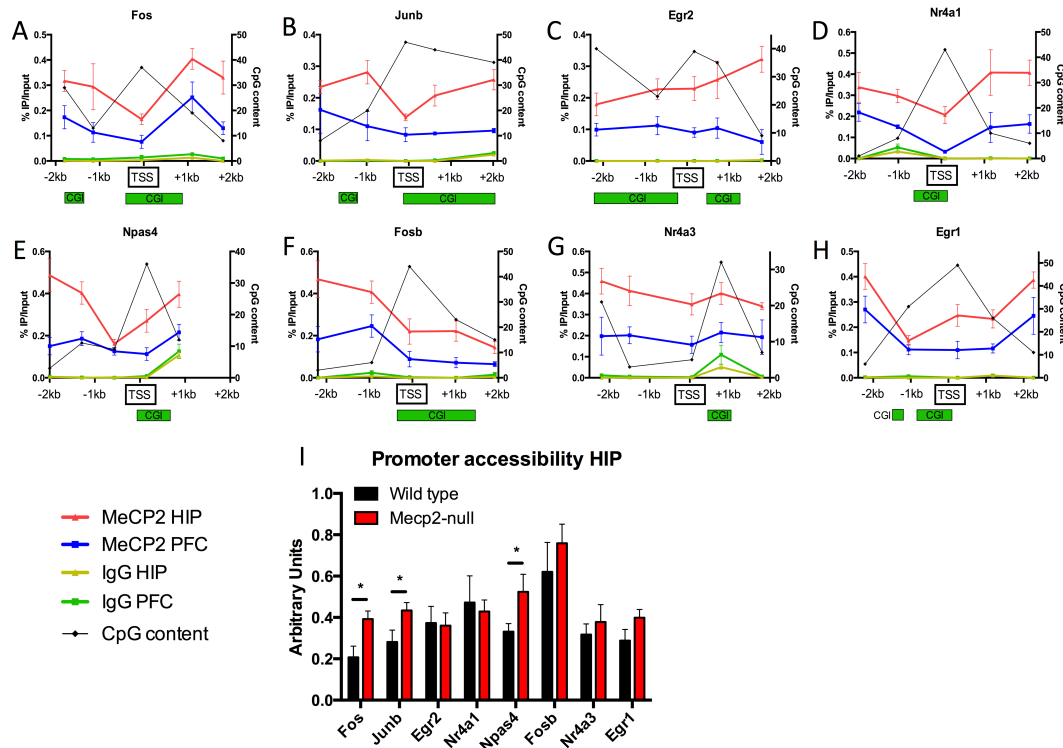 A
Fos
% IP/Input
0.5
0.4
0.3
0.2
0.1
0.0
50
40
30
20
10
0
CpG content
-2kb -1kb TSS +1kb +2kb
CGI CGI
B
Junb
% IP/Input
0.4
0.3
0.2
0.1
0.0
50
40
30
20
10
0
CpG content
-2kb -1kb TSS +1kb +2kb
CGI CGI
C
Egr2
% IP/Input
0.4
0.3
0.2
0.1
0.0
40
30
20
10
0
CpG content
-2kb -1kb TSS +1kb +2kb
CGI CGI
D
Nr4a1
% IP/Input
0.6
0.5
0.4
0.3
0.2
0.1
0.0
50
40
30
20
10
0
CpG content
-2kb -1kb TSS +1kb +2kb
CGI
E
Npas4
% IP/Input
0.6
0.4
0.2
0.0
40
30
20
10
0
CpG content
-2kb -1kb TSS +1kb +2kb
CGI
F
Fosb
% IP/Input
0.6
0.4
0.2
0.0
50
40
30
20
10
0
CpG content
-2kb -1kb TSS +1kb +2kb
CGI
G
Nr4a3
% IP/Input
0.6
0.5
0.4
0.3
0.2
0.1
0.0
30
20
10
0
CpG content
-2kb -1kb TSS +1kb +2kb
CGI
H
Egr1
% IP/Input
0.5
0.4
0.3
0.2
0.1
0.0
50
40
30
20
10
0
CpG content
-2kb -1kb TSS +1kb +2kb
CGI CGI
MeCP2 HIP
MeCP2 PFC
IgG HIP
IgG PFC
CpG content
I
Promoter accessibility HIP
Wild type
Mecp2-null
Arbitrary Units
1.0
0.8
0.6
0.4
0.2
0.0
* * *
Fos Junb Egr2 Nr4a1 Npas4 Fosb Nr4a3 Egr1